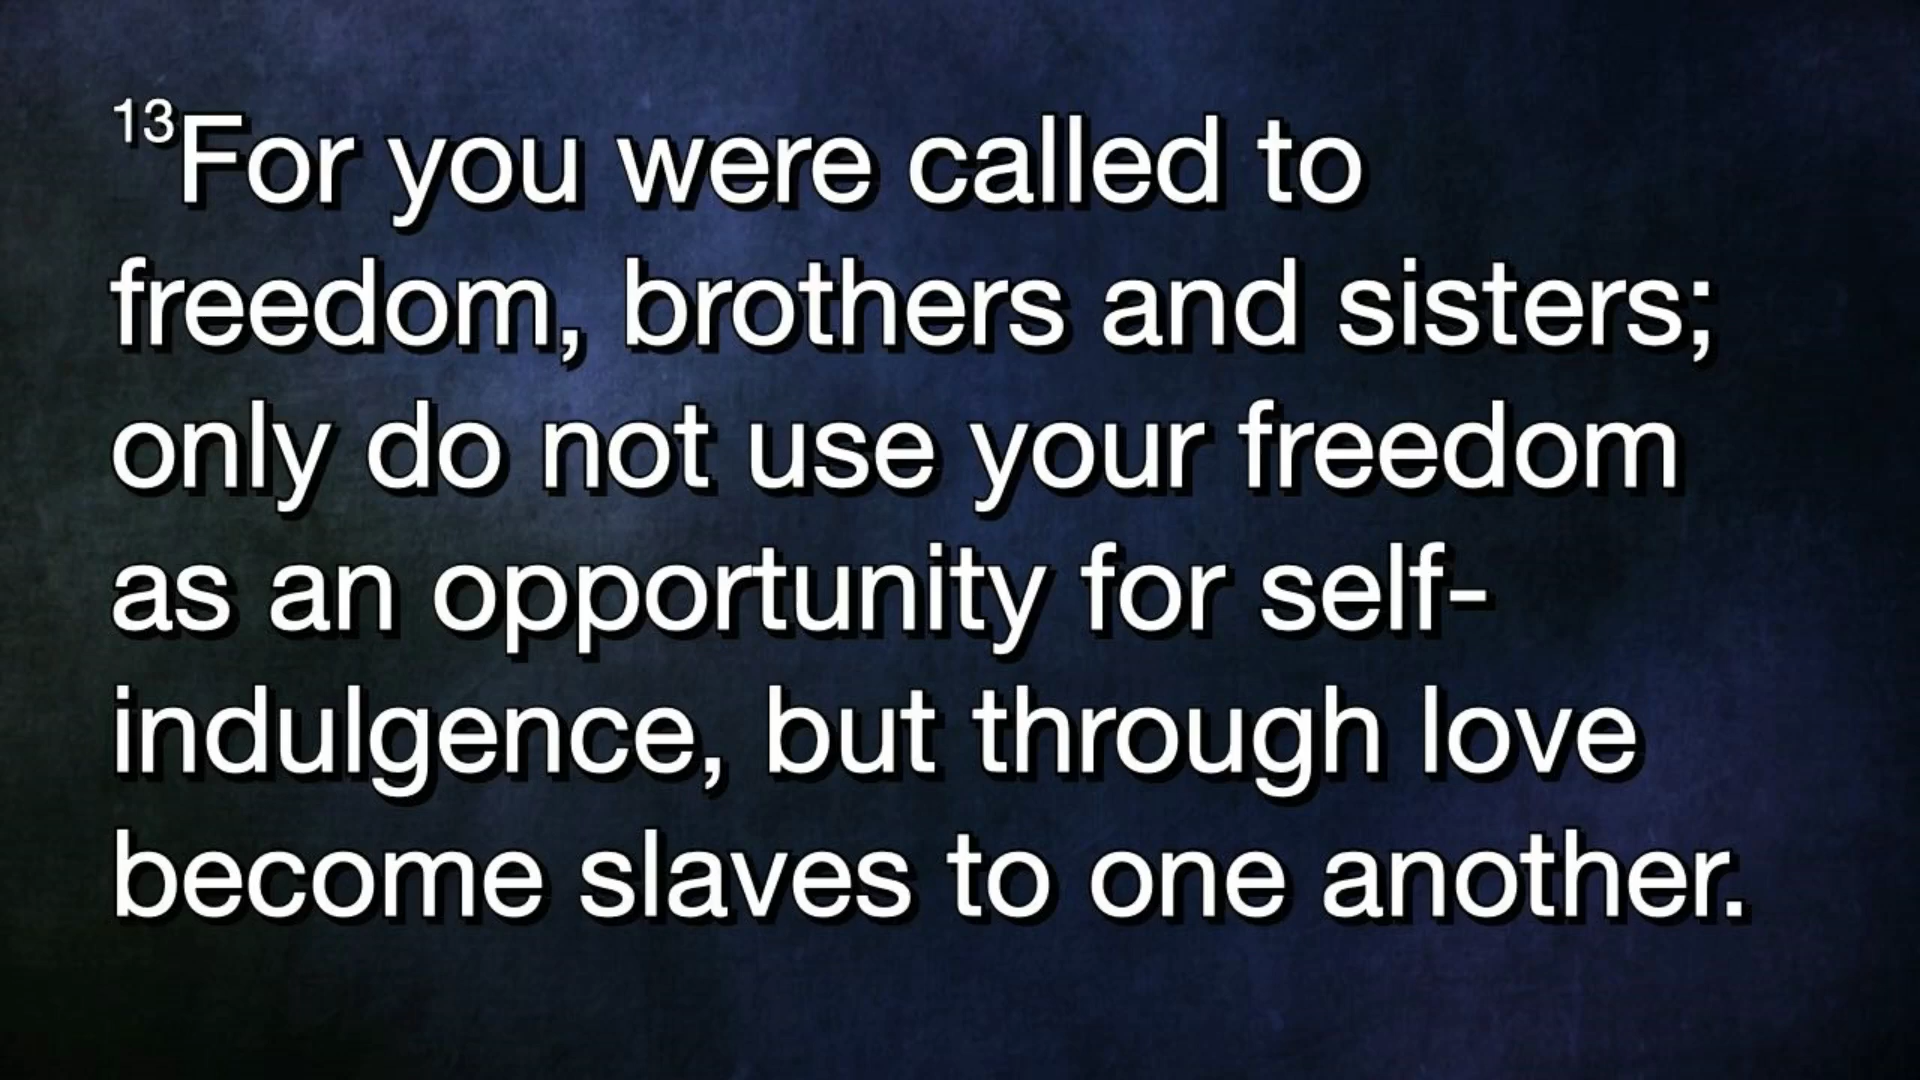 13For you were called to
freedom, brothers and sisters;
only do not use your freedom
as an opportunity for self-
indulgence, but through love
become slaves to one another.